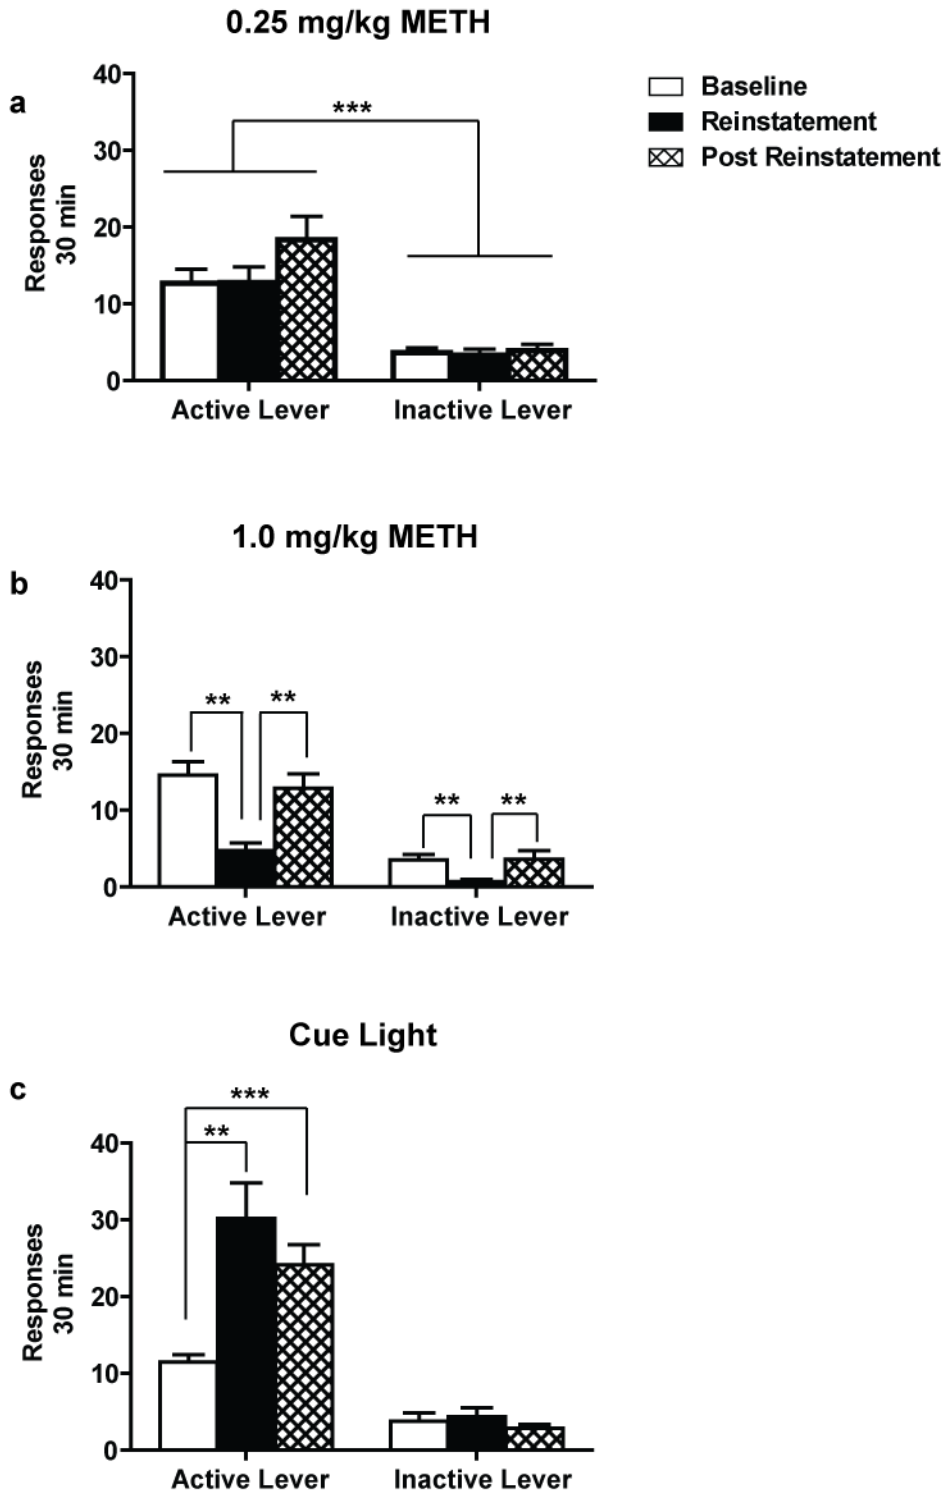 0.25 mg/kg METH
a
Responses
30 min
40
30
20
10
0
***
Active Lever
Inactive Lever
Baseline
Reinstatement
Post Reinstatement
1.0 mg/kg METH
b
Responses
30 min
40
30
20
10
0
**
**
**
**
Active Lever
Inactive Lever
Cue Light
c
Responses
30 min
40
30
20
10
0
***
**
Active Lever
Inactive Lever